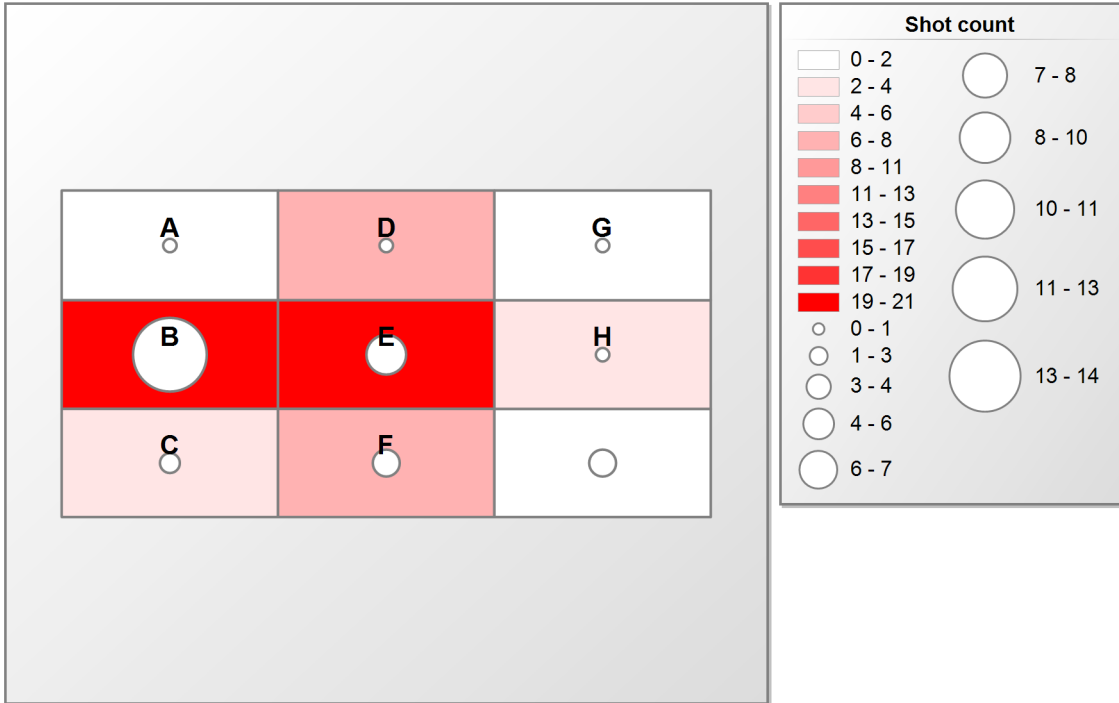 Shot count
0 - 2
2 - 4
4 - 6
6 - 8
8 - 11
11 - 13
13 - 15
15 - 17
17 - 19
19 - 21
0 - 1
1 - 3
3 - 4
4 - 6
6 - 7
7 - 8
8 - 10
10 - 11
11 - 13
13 - 14
A D G
B E H
C F